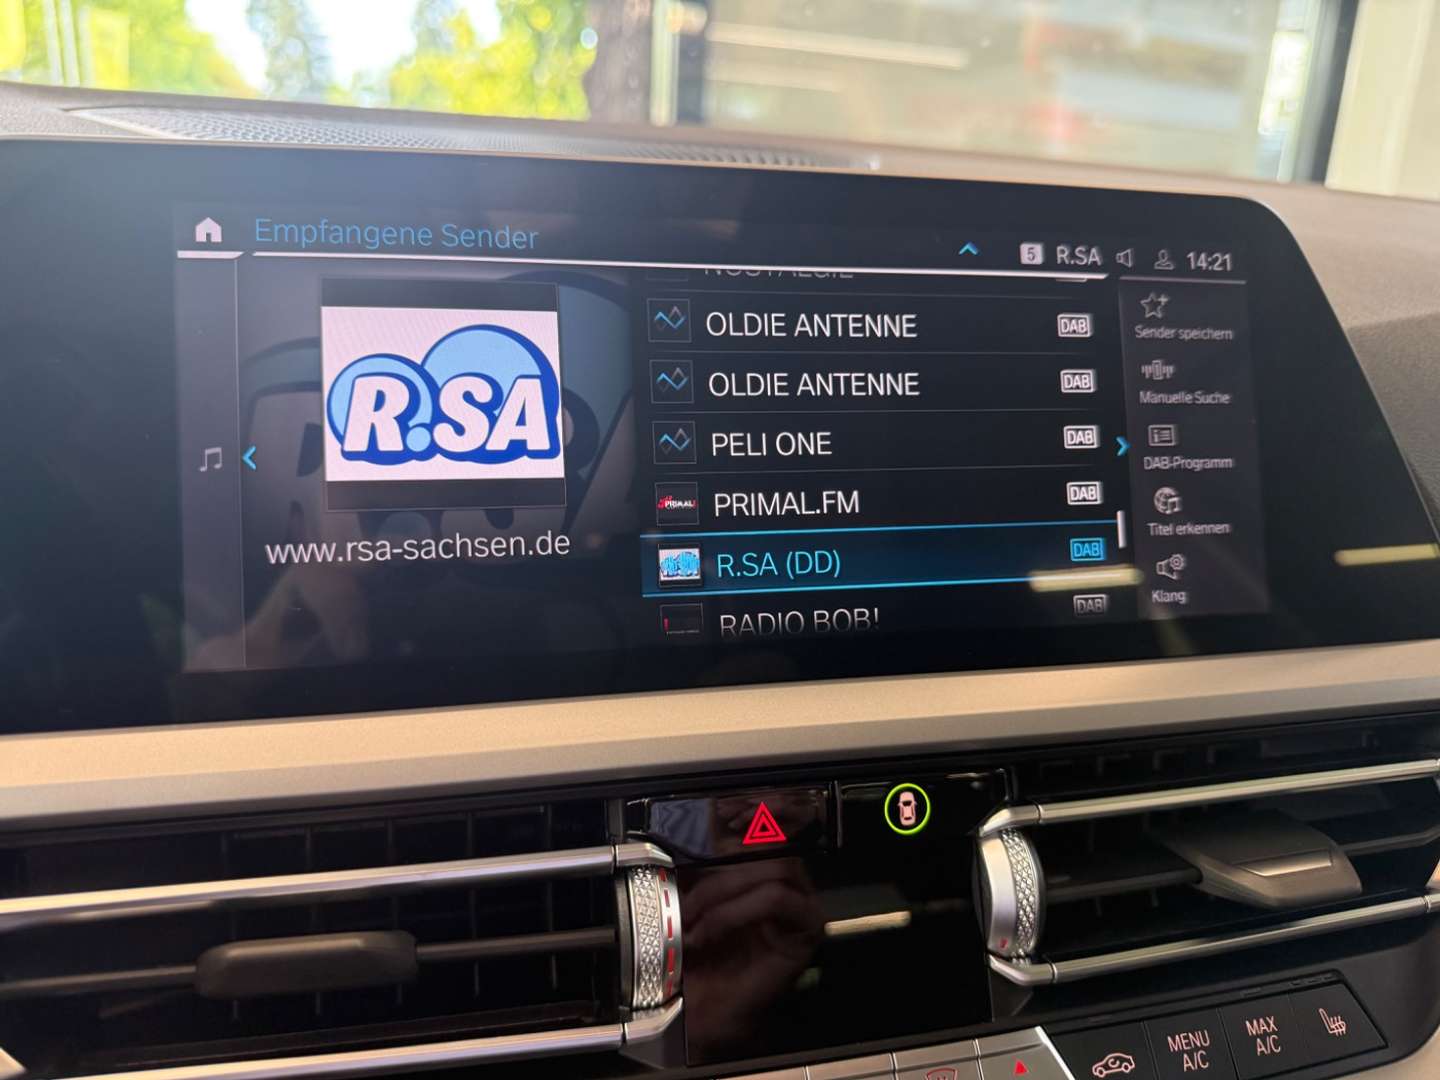 Empfangene Sender
5 R.SA 14:21
NOSTALGIE
OLDIE ANTENNE DAB
OLDIE ANTENNE DAB
PELI ONE DAB
PRIMAL PRIMAL.FM DAB
R.SA (DD) DAB
RADIO BOB! DAB
R.SA
www.rsa-sachsen.de
Sender speichern
Manuelle Suche
DAB-Programm
Titel erkennen
Klang
MENU
A/C
MAX
A/C